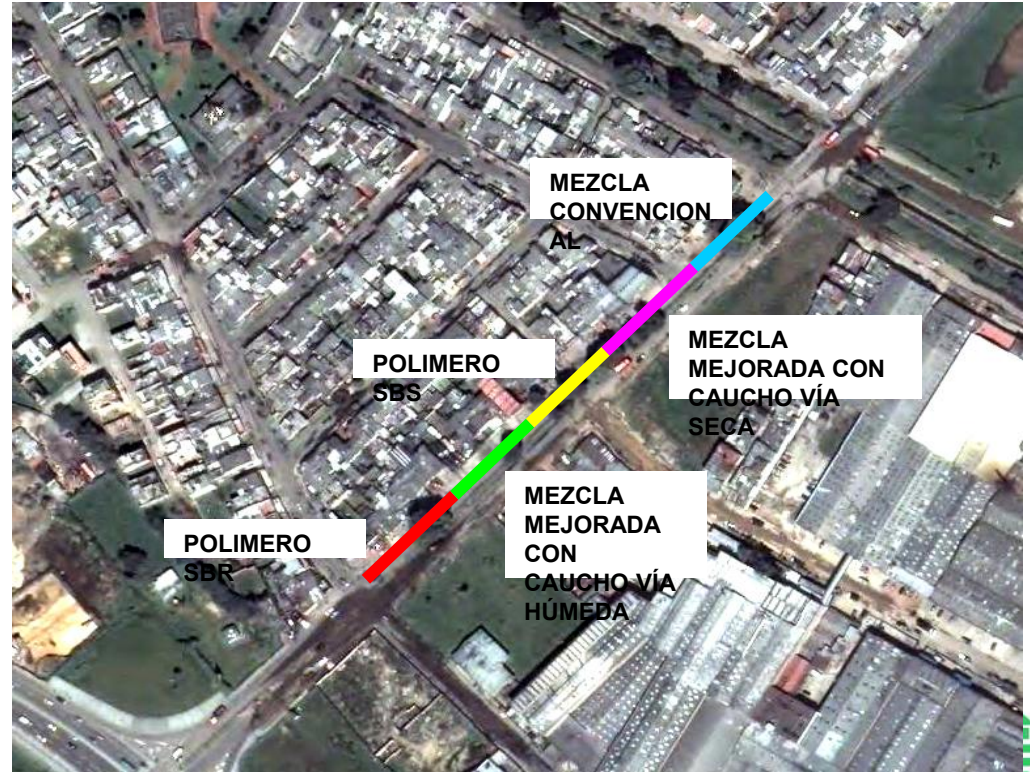 MEZCLA
CONVENCION
AL
MEZCLA
MEJORADA CON
CAUCHO VÍA
SECA
POLIMERO
SBS
MEZCLA
MEJORADA
CON
CAUCHO VÍA
HÚMEDA
POLIMERO
SBR